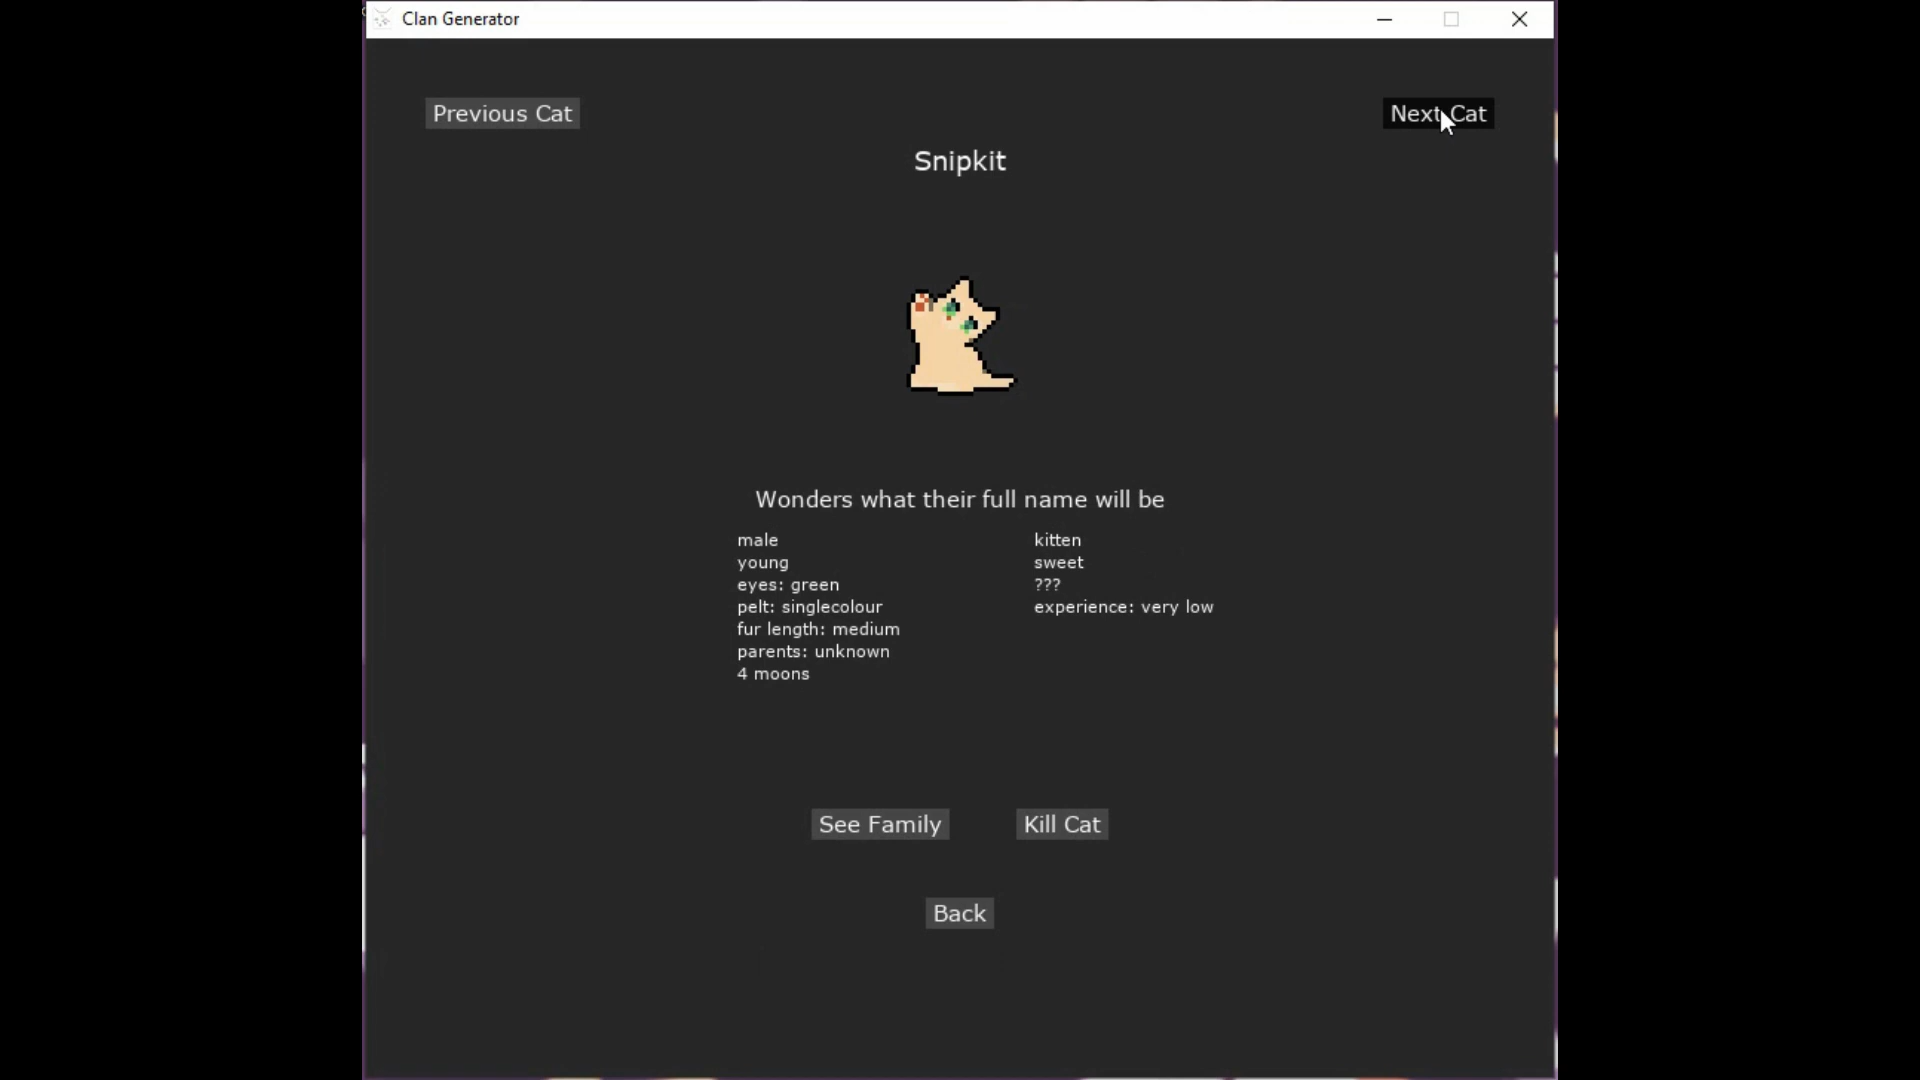 Clan Generator
Previous Cat
Next Cat
Snipkit
Wonders what their full name will be
male
young
eyes: green
pelt: singlecolour
fur length: medium
parents: unknown
4 moons
kitten
sweet
???
experience: very low
See Family
Kill Cat
Back